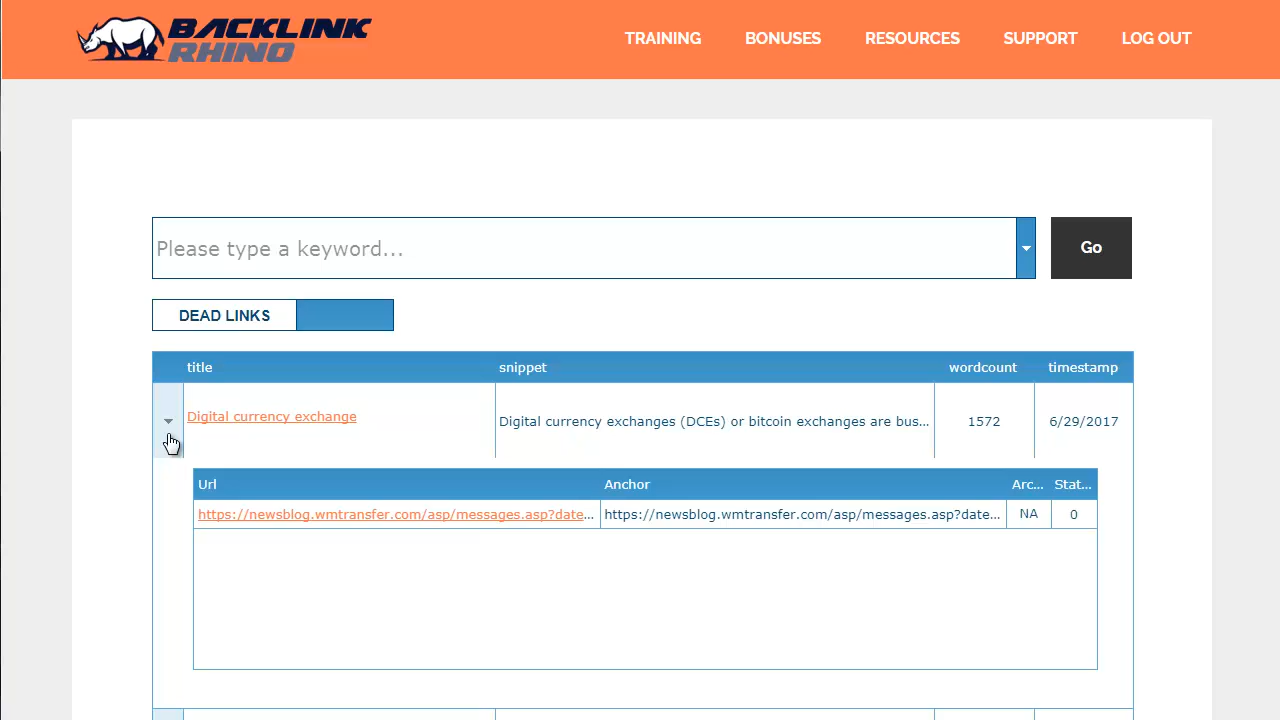 BACKLINK
RHINO
TRAINING BONUSES RESOURCES SUPPORT LOG OUT
Please type a keyword...
Go
DEAD LINKS
title snippet wordcount timestamp
Digital currency exchange Digital currency exchanges (DCEs) or bitcoin exchanges are bus... 1572 6/29/2017
Url Anchor Arc... Stat...
https://newsblog.wmtransfer.com/asp/messages.asp?date... https://newsblog.wmtransfer.com/asp/messages.asp?date... NA 0